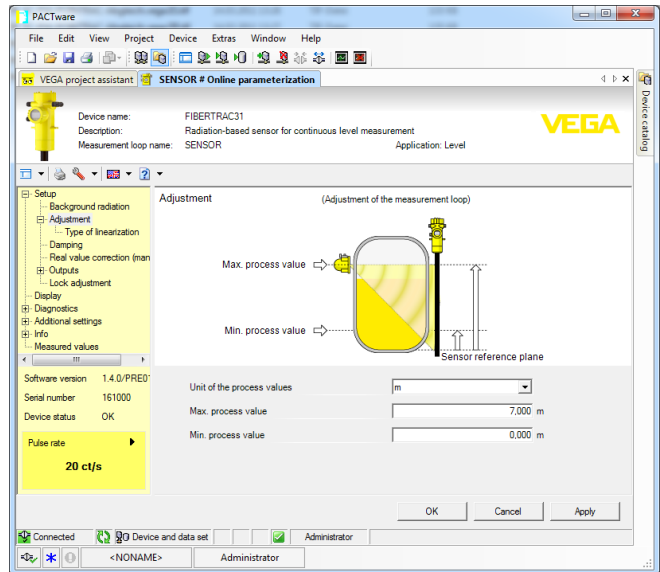 PACTware
File Edit View Project Device Extras Window Help
VEGA project assistant SENSOR # Online parameterization
Device name: FIBERTRAC31
Description: Radiation-based sensor for continuous level measurement
Measurement loop name: SENSOR Application: Level
VEGA
Device catalog
Setup
Background radiation
Adjustment
Type of linearization
Damping
Real value correction (man
Outputs
Lock adjustment
Display
Diagnostics
Additional settings
Info
Measured values
Software version 1.4.0/PRE0
Serial number 161000
Device status OK
Pulse rate
20 ct/s
Adjustment (Adjustment of the measurement loop)
Max. process value
Min. process value
Sensor reference plane
Unit of the process values m
Max. process value 7,000 m
Min. process value 0,000 m
OK Cancel Apply
Connected Device and data set Administrator
<NONAME> Administrator